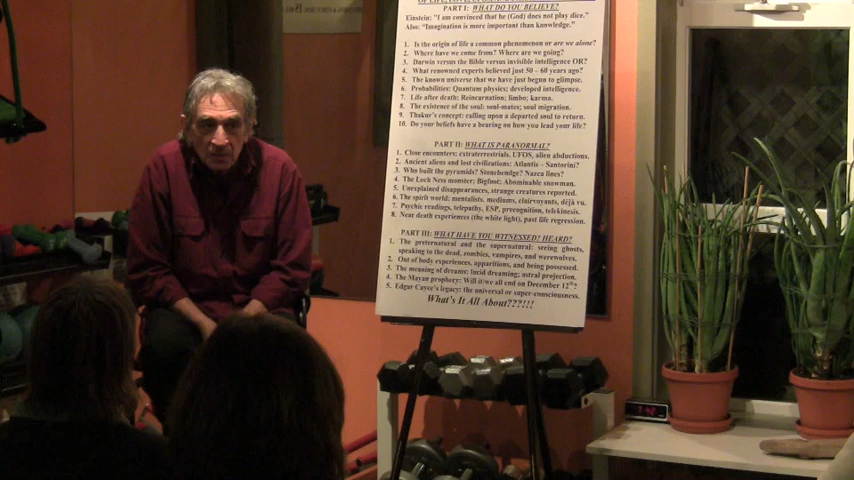 PART I: WHAT DO YOU BELIEVE?
Einstein: "I am convinced that he (God) does not play dice."
Also: "Imagination is more important than knowledge."
1. Is the origin of life a common phenomenon or are we alone?
2. Where have we come from? Where are we going?
3. Darwin versus the Bible versus invisible intelligence OR?
4. What renowned experts believed just 50 - 60 years ago?
5. The known universe that we have just begun to glimpse.
6. Probabilities: Quantum physics; developed intelligence.
7. Life after death: Reincarnation; limbo; karma.
8. The existence of the soul: soul-mates; soul migration.
9. Thakur's concept: calling upon a departed soul to return.
10. Do your beliefs have a bearing on how you lead your life?
PART II: WHAT IS PARANORMAL?
1. Close encounters: extraterrestrials, UFOS, alien abductions.
2. Ancient aliens and lost civilizations: Atlantis - Santorini?
3. Who built the pyramids? Stonehendge? Nazca lines?
4. The Loch Ness monster; Bigfoot; Abominable snowman.
5. Unexplained disappearances, strange creatures reported.
6. The spirit world: mentalists, mediums, clairvoyants, déjà vu.
7. Psychic readings, telepathy, ESP, precognition, telekinesis.
8. Near death experiences (the white light), past life regression.
PART III: WHAT HAVE YOU WITNESSED? HEARD?
1. The preternatural and the supernatural: seeing ghosts,
speaking to the dead, zombies, vampires, and werewolves.
2. Out of body experiences, apparitions, and being possessed.
3. The meaning of dreams: lucid dreaming; astral projection.
4. The Mayan prophecy: Will it/we all end on December 12th?
5. Edgar Cayce's legacy: the universal or super-consciousness.
What's It All About???!!!
7:42